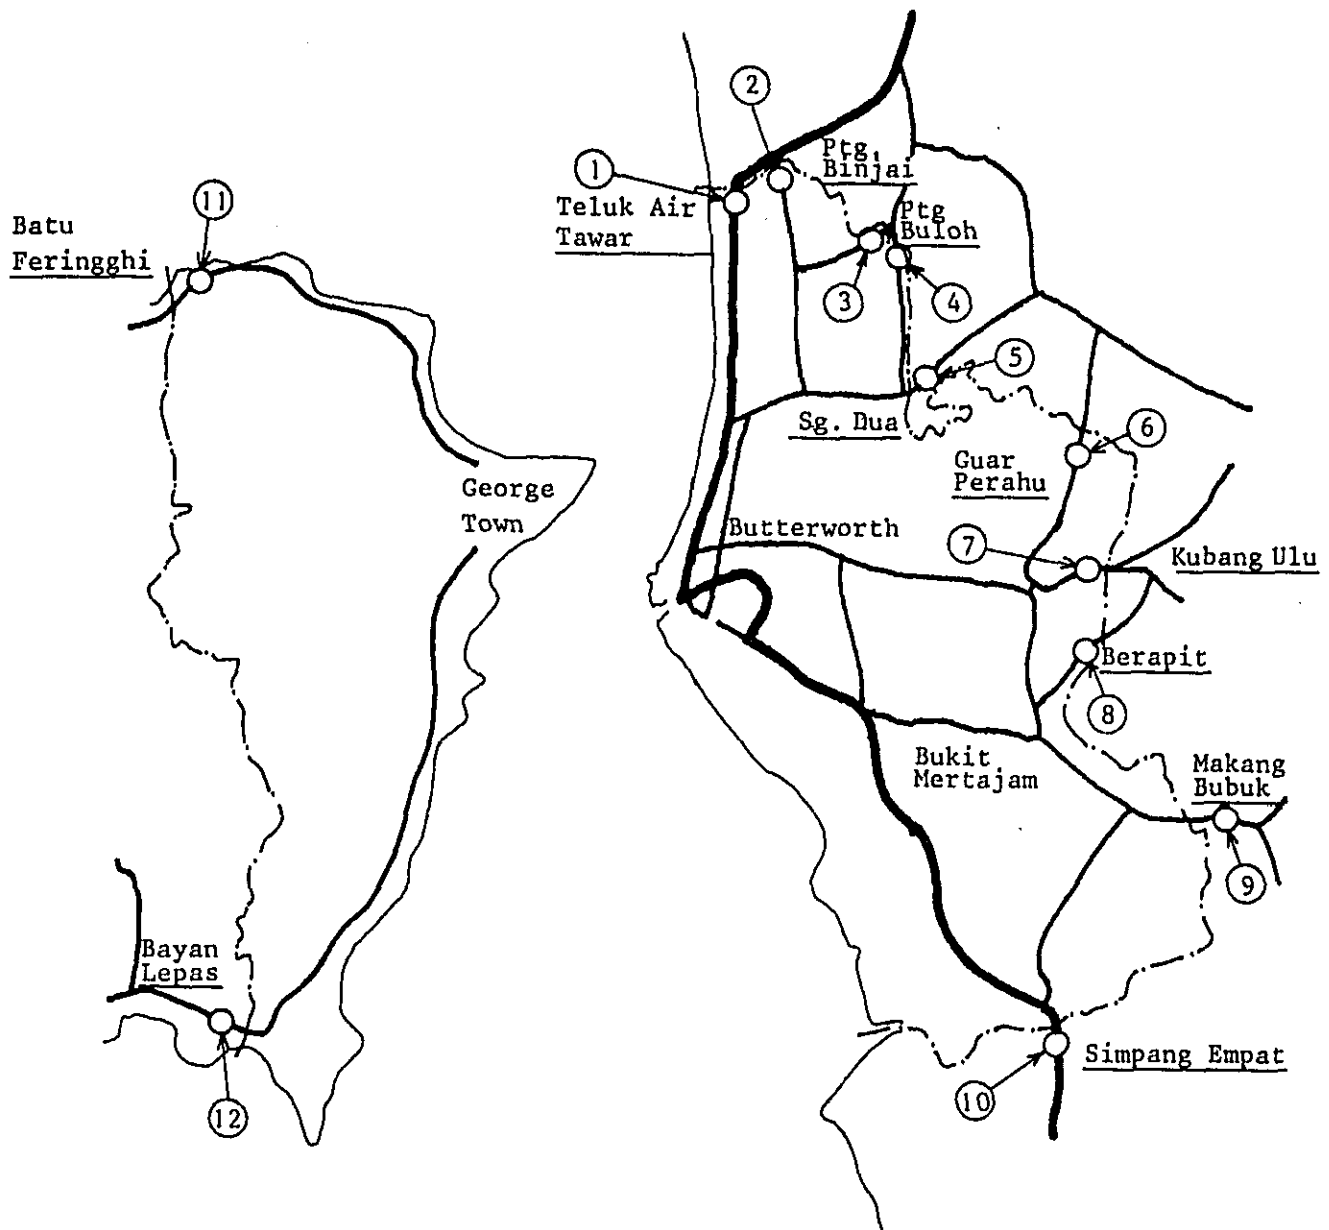 2
Ptg.
Binjai
1
Teluk Air
Tawar
Ptg
Buloh
11
Batu
Feringghi
3
4
5
Sg. Dua
6
Guar
Perahu
George
Town
Butterworth
7
Kubang Ulu
Berapit
8
Bukit
Mertajam
Makang
Bubuk
9
Bayan
Lepas
Simpang Empat
10
12